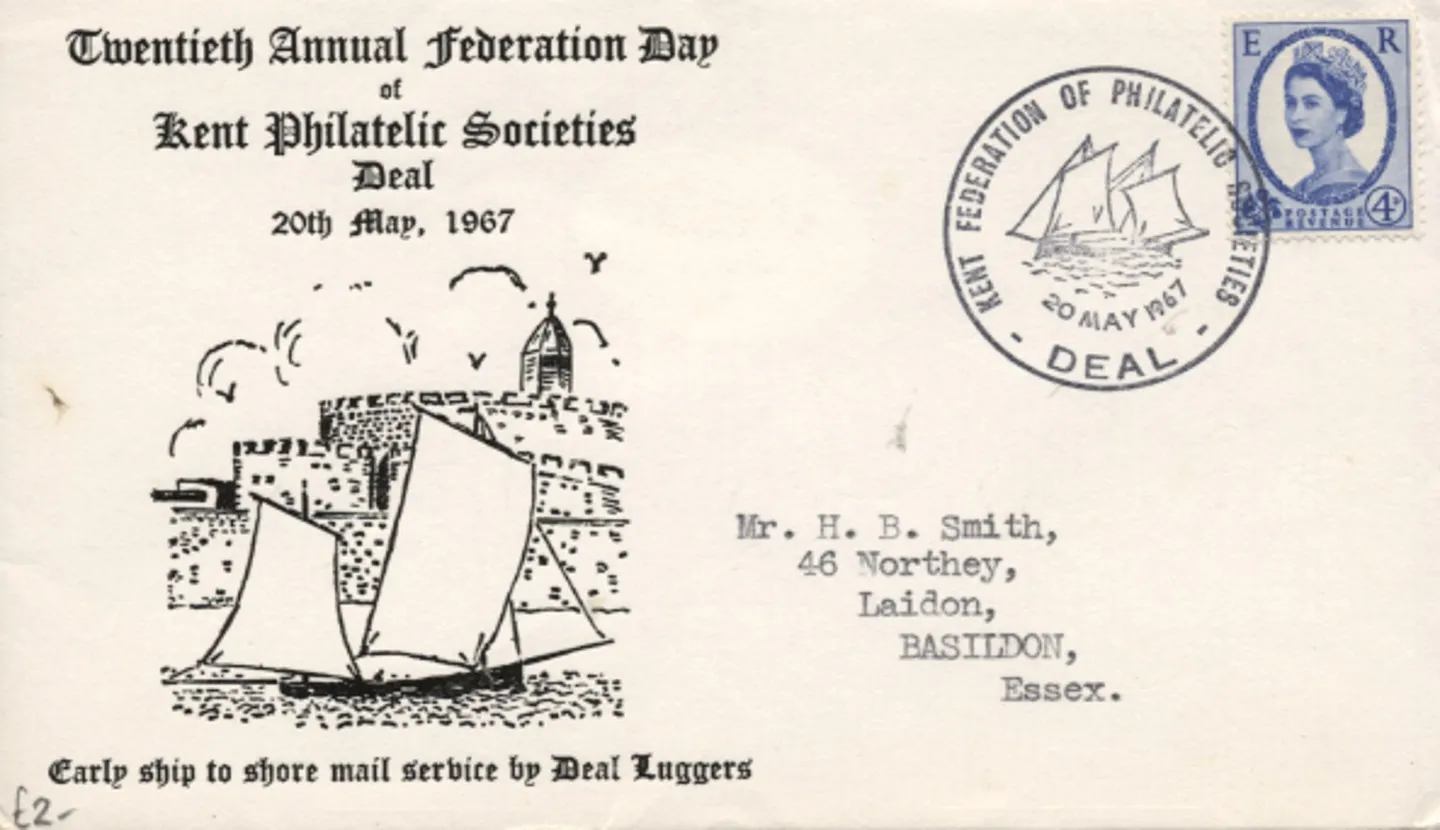 Twentieth Annual Federation Day
of
Kent Philatelic Societies
Deal
20th May, 1967
E R
POSTAGE
REVENUE
4D
KENT FEDERATION OF PHILATELIC SOCIETIES
20 MAY 1967
- DEAL -
Mr. H. B. Smith,
46 Northey,
Laidon,
BASILDON,
Essex.
Early ship to shore mail service by Deal Luggers
£2-